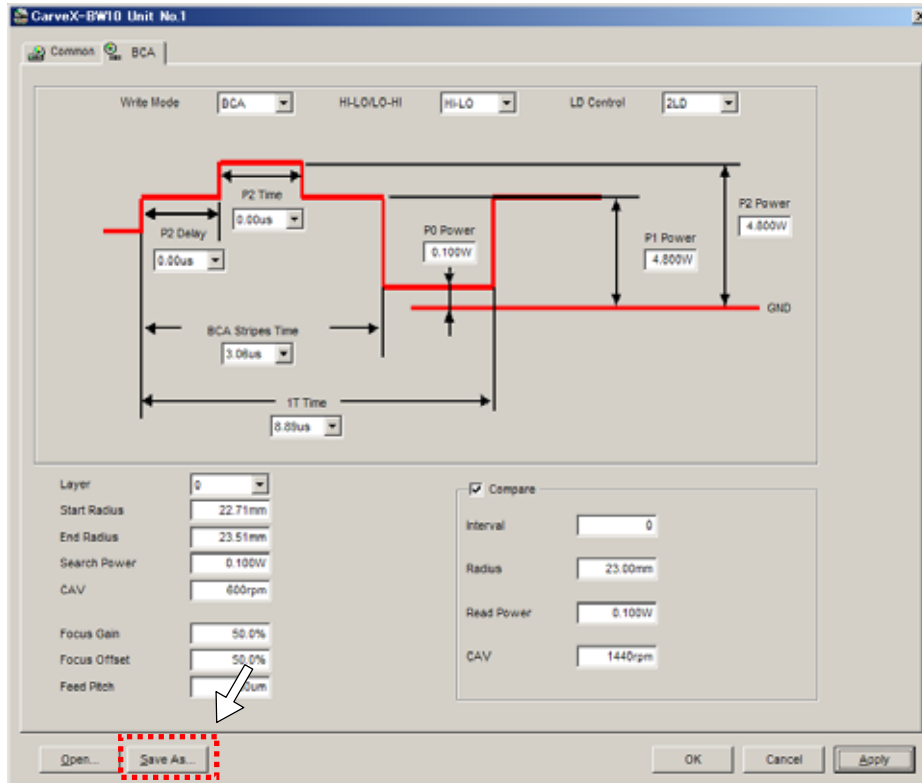 CarveX-BW10 Unit No.1
Common BCA
Write Mode BCA HI-LO/LO-HI HI-LO LD Control 2LD
P2 Time
0.00us
P2 Delay
0.00us
P0 Power
0.100W
P1 Power
4.800W
P2 Power
4.800W
GND
BCA Stripes Time
3.06us
1T Time
8.89us
Layer 0
Start Radius 22.71mm
End Radius 23.51mm
Search Power 0.100W
CAV 600rpm
Focus Gain 50.0%
Focus Offset 50.0%
Feed Pitch 0um
Compare
Interval 0
Radius 23.00mm
Read Power 0.100W
CAV 1440rpm
Open... Save As... OK Cancel Apply